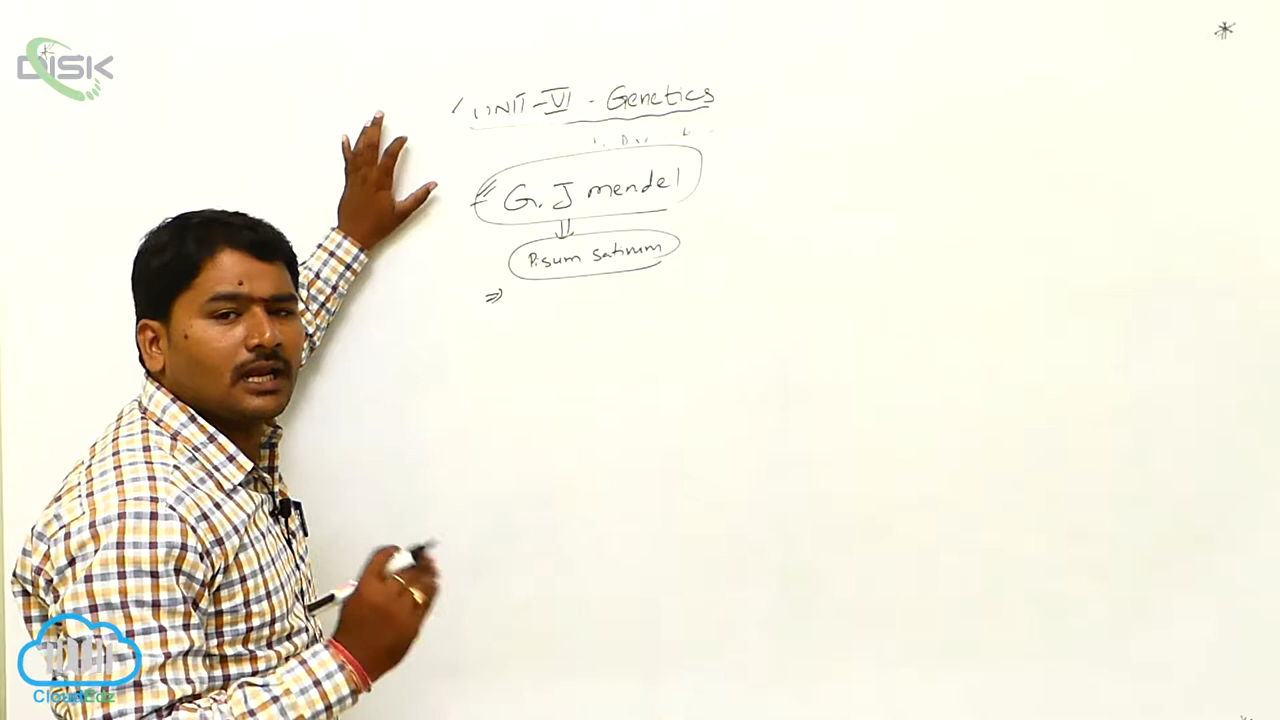 DISK
UNIT-VI - Genetics
G. J mendel
Pisum sativum
CloudEdz